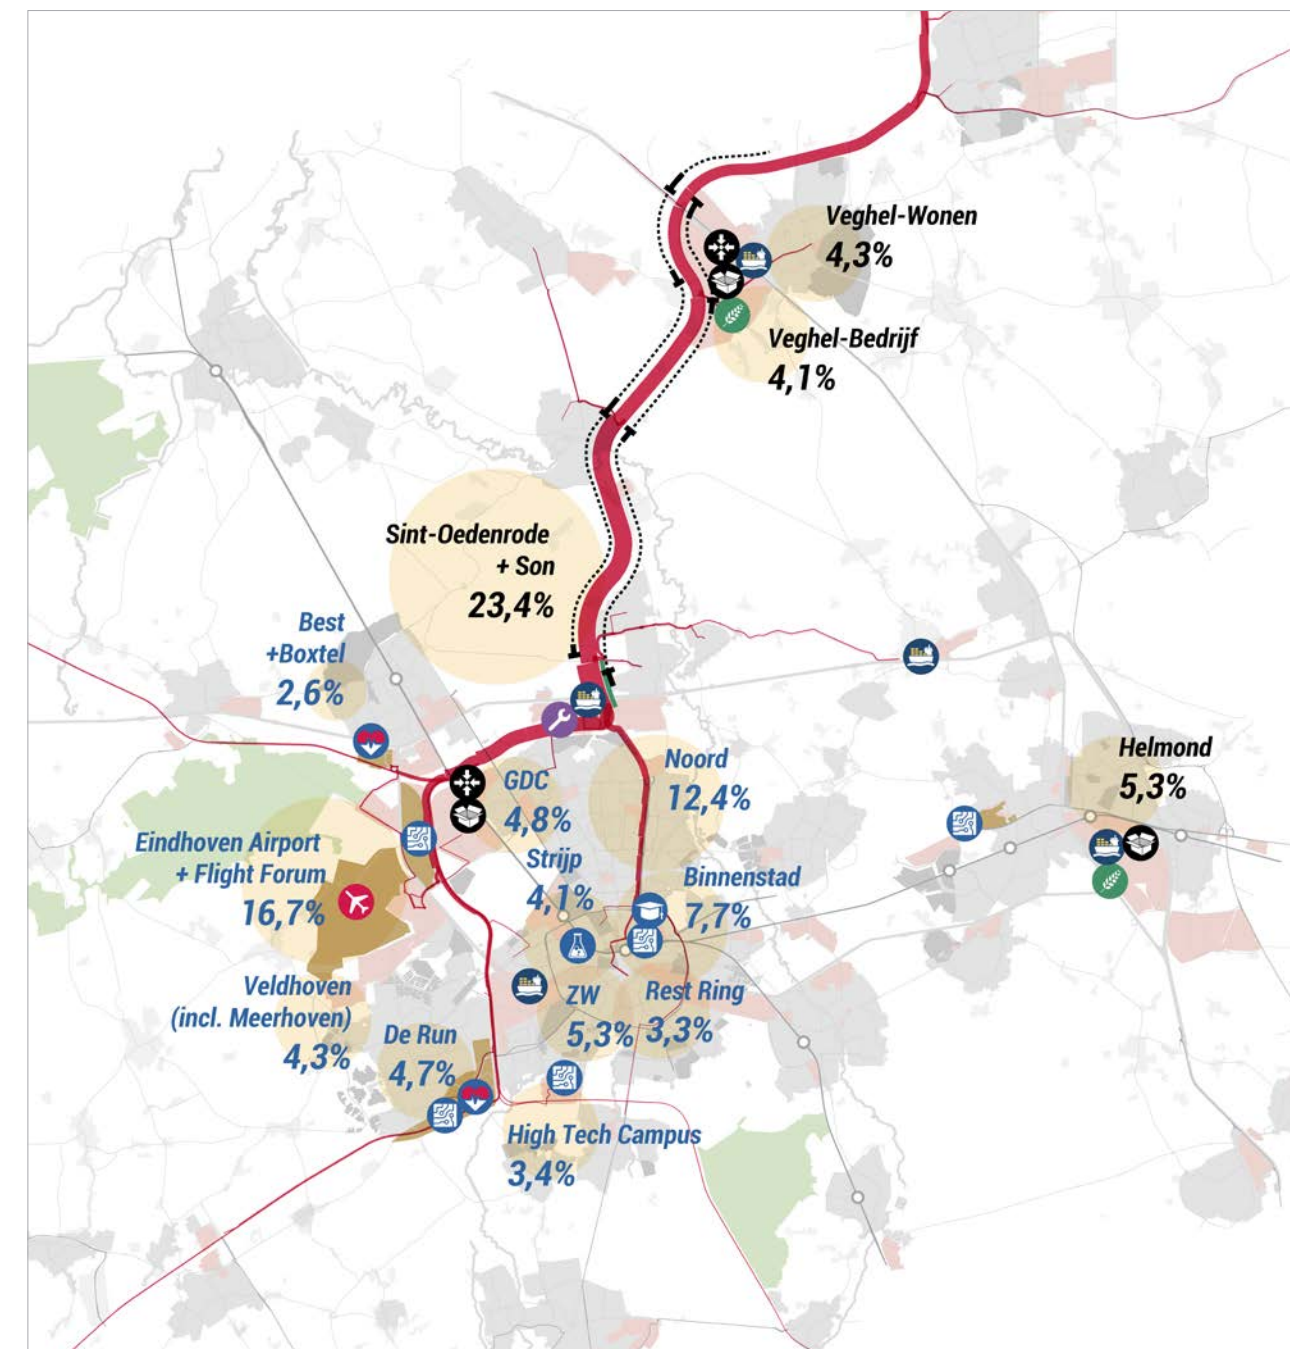 Veghel-Wonen
4,3%
Veghel-Bedrijf
4,1%
Sint-Oedenrode
+ Son
23,4%
Best
+Boxtel
2,6%
Noord
12,4%
Helmond
5,3%
GDC
4,8%
Eindhoven Airport
+ Flight Forum
16,7%
Strijp
4,1%
Binnenstad
7,7%
Veldhoven
(incl. Meerhoven)
4,3%
ZW
5,3%
Rest Ring
3,3%
De Run
4,7%
High Tech Campus
3,4%